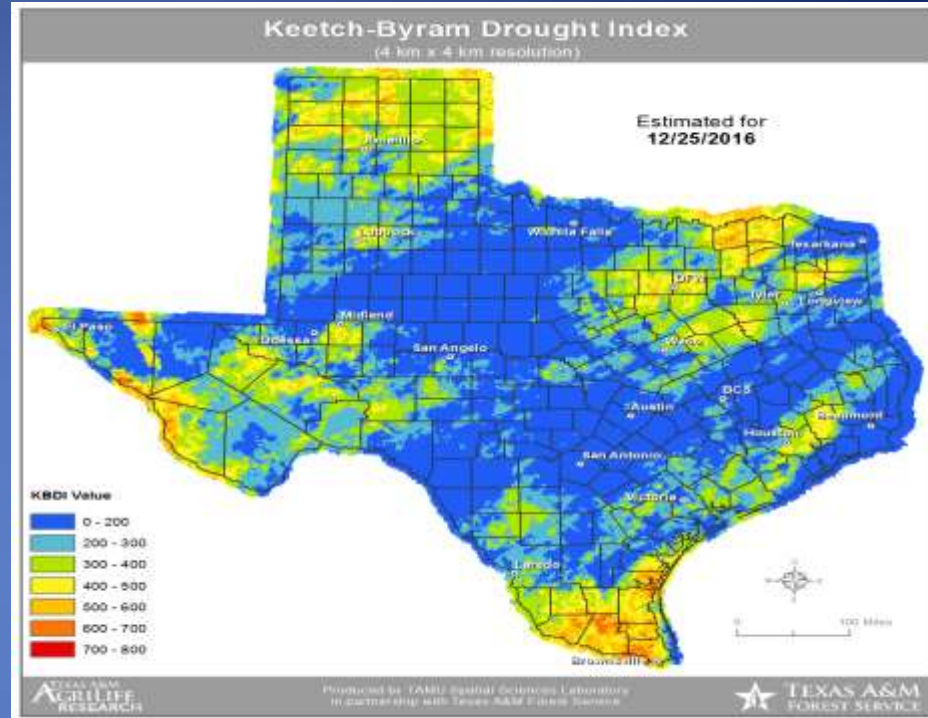 Keetch-Byram Drought Index
(4 km x 4 km resolution)
Estimated for
12/25/2016
Amarillo
Lubbock
Wichita Falls
Texarkana
DFW
Tyler
Longview
El Paso
Midland
Odessa
San Angelo
Waco
BCS
Austin
Beaumont
Houston
San Antonio
Victoria
KBDI Value
0 - 200
200 - 300
300 - 400
400 - 500
500 - 600
600 - 700
700 - 800
Laredo
Brownsville
0 100 Miles
TEXAS A&M
AGRILIFE
RESEARCH
Produced by TAMU Spatial Sciences Laboratory
in partnership with Texas A&M Forest Service
TEXAS A&M
FOREST SERVICE